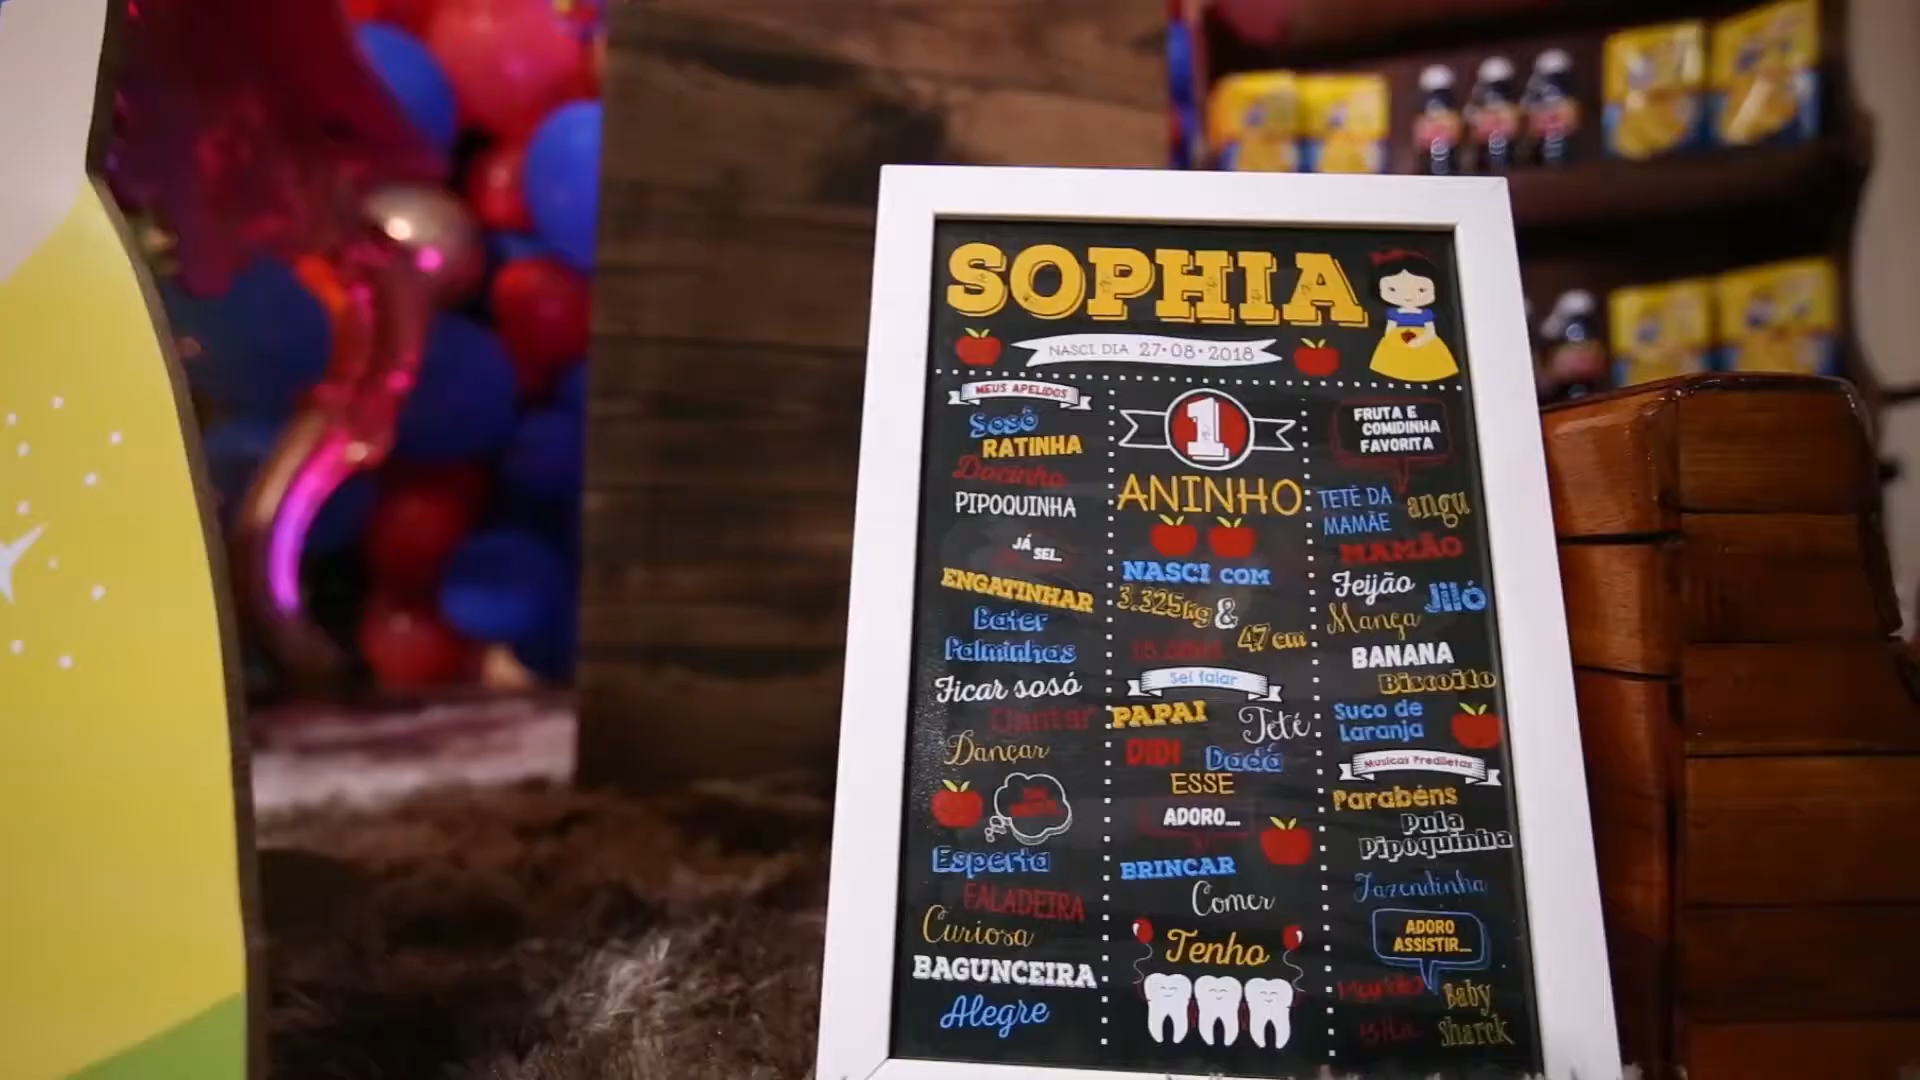 SOPHIA
NASCI DIA 27•08•2018
MEUS APELIDOS
Sosô
RATINHA
Docinho
PIPOQUINHA
JÁ SEI...
ENGATINHAR
Bater
Palminhas
Ficar sosó
Cantar
Dançar
Esperta
FALADEIRA
Curiosa
BAGUNCEIRA
Alegre
1
ANINHO
NASCI COM
3.325kg &
47 cm
Sei falar
PAPAI
Teté
DIDI
Dadá
ESSE
ADORO...
BRINCAR
Comer
Tenho
FRUTA E
COMIDINHA
FAVORITA
TETÉ DA
MAMÃE
angu
MAMÃO
Feijão
Jiló
Manga
BANANA
Biscoito
Suco de
Laranja
Musicas Prediletas
Parabéns
Pula
Pipoquinha
Fazendinha
ADORO
ASSISTIR...
Baby
Sharck